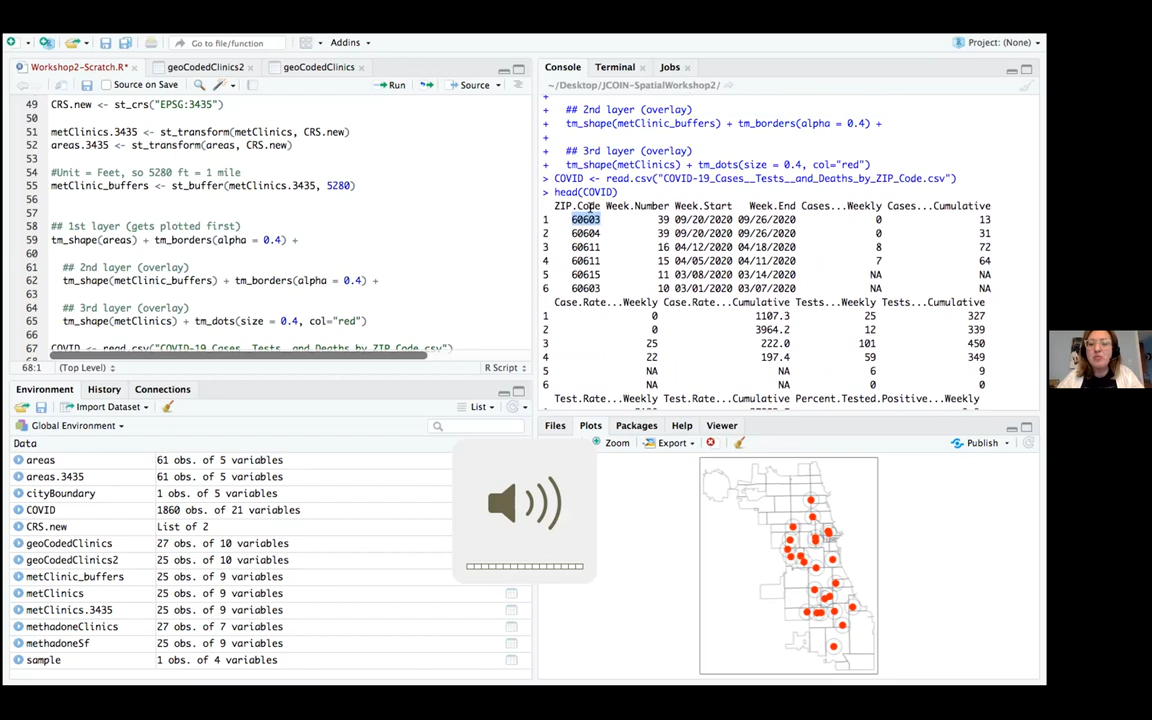 Go to file/function
Addins
Project: (None)
Workshop2-Scratch.R*
geoCodedClinics2
geoCodedClinics
Source on Save
Run
Source
49 CRS.new <- st_crs("EPSG:3435")
50
51 metClinics.3435 <- st_transform(metClinics, CRS.new)
52 areas.3435 <- st_transform(areas, CRS.new)
53
54 #Unit = Feet, so 5280 ft = 1 mile
55 metClinic_buffers <- st_buffer(metClinics.3435, 5280)
56
57
58 ## 1st layer (gets plotted first)
59 tm_shape(areas) + tm_borders(alpha = 0.4) +
60
61 ## 2nd layer (overlay)
62 tm_shape(metClinic_buffers) + tm_borders(alpha = 0.4) +
63
64 ## 3rd layer (overlay)
65 tm_shape(metClinics) + tm_dots(size = 0.4, col="red")
66
67 COVID <- read.csv("COVID-19_Cases__Tests__and_Deaths_by_ZIP_Code.csv")
68:1 (Top Level) R Script
Environment History Connections
Import Dataset
List
Global Environment
Data
areas 61 obs. of 5 variables
areas.3435 61 obs. of 5 variables
cityBoundary 1 obs. of 5 variables
COVID 1860 obs. of 21 variables
CRS.new List of 2
geoCodedClinics 27 obs. of 10 variables
geoCodedClinics2 25 obs. of 10 variables
metClinic_buffers 25 obs. of 9 variables
metClinics 25 obs. of 9 variables
metClinics.3435 25 obs. of 9 variables
methadoneClinics 27 obs. of 7 variables
methadoneSf 25 obs. of 9 variables
sample 1 obs. of 4 variables
Console Terminal Jobs
~/Desktop/JCOIN-SpatialWorkshop2/
+
+ ## 2nd layer (overlay)
+ tm_shape(metClinic_buffers) + tm_borders(alpha = 0.4) +
+
+ ## 3rd layer (overlay)
+ tm_shape(metClinics) + tm_dots(size = 0.4, col="red")
> COVID <- read.csv("COVID-19_Cases__Tests__and_Deaths_by_ZIP_Code.csv")
> head(COVID)
ZIP.Code Week.Number Week.Start Week.End Cases...Weekly Cases...Cumulative
1 60603 39 09/20/2020 09/26/2020 0 13
2 60604 39 09/20/2020 09/26/2020 0 31
3 60611 16 04/12/2020 04/18/2020 8 72
4 60611 15 04/05/2020 04/11/2020 7 64
5 60615 11 03/08/2020 03/14/2020 NA NA
6 60603 10 03/01/2020 03/07/2020 NA NA
Case.Rate...Weekly Case.Rate...Cumulative Tests...Weekly Tests...Cumulative
1 0 1107.3 25 327
2 0 3964.2 12 339
3 25 222.0 101 450
4 22 197.4 59 349
5 NA NA 6 9
6 NA NA 0 0
Test.Rate...Weekly Test.Rate...Cumulative Percent.Tested.Positive...Weekly
Files Plots Packages Help Viewer
Zoom Export Publish